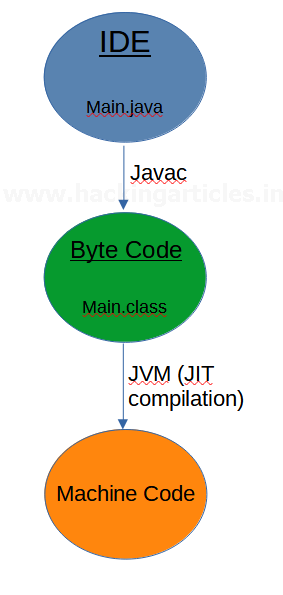 IDE
Main.java
Javac
www.hackingarticles.in
Byte Code
Main.class
JVM (JIT
compilation)
Machine Code